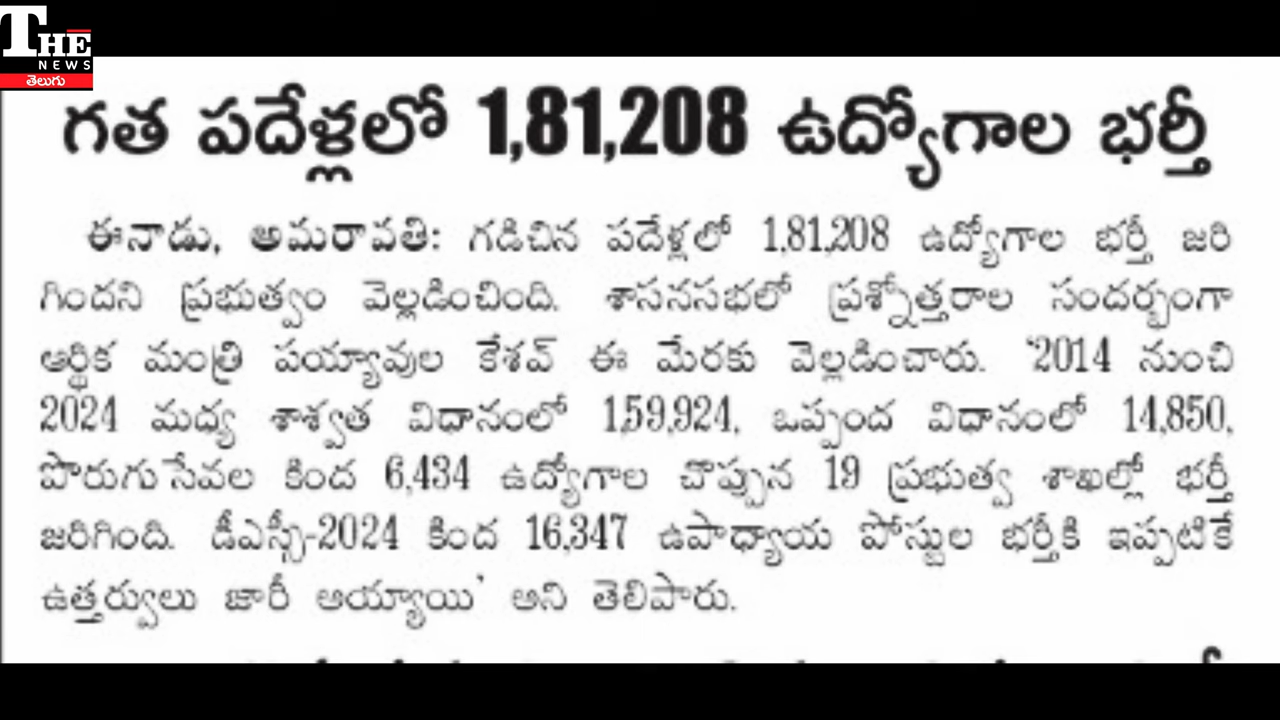 THE
NEWS
తెలుగు
గత పదేళ్లలో 1,81,208 ఉద్యోగాల భర్తీ
ఈనాడు, అమరావతి: గడిచిన పదేళ్లలో 1,81,208 ఉద్యోగాల భర్తీ జరి
గిందని ప్రభుత్వం వెల్లడించింది. శాసనసభలో ప్రశ్నోత్తరాల సందర్భంగా
ఆర్థిక మంత్రి పయ్యావుల కేశవ్ ఈ మేరకు వెల్లడించారు. '2014 నుంచి
2024 మధ్య శాశ్వత విధానంలో 1,59,924, ఒప్పంద విధానంలో 14,850,
పొరుగుసేవల కింద 6,434 ఉద్యోగాల చొప్పున 19 ప్రభుత్వ శాఖల్లో భర్తీ
జరిగింది. డీఎస్సీ-2024 కింద 16,347 ఉపాధ్యాయ పోస్టుల భర్తీకి ఇప్పటికే
ఉత్తర్వులు జారీ అయ్యాయి' అని తెలిపారు.